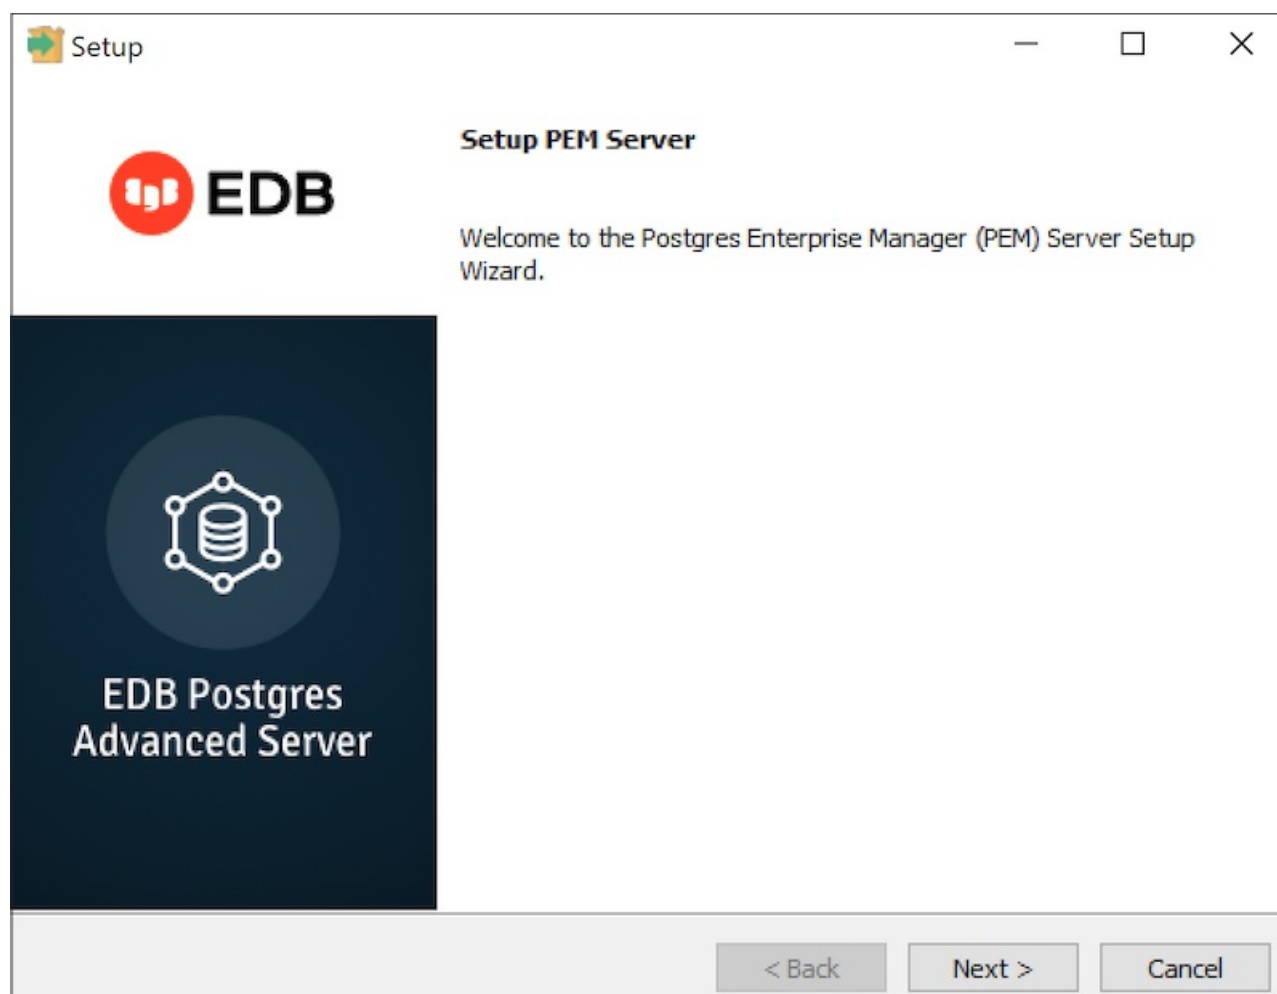 Setup
EDB
Setup PEM Server
Welcome to the Postgres Enterprise Manager (PEM) Server Setup
Wizard.
EDB Postgres
Advanced Server
< Back
Next >
Cancel